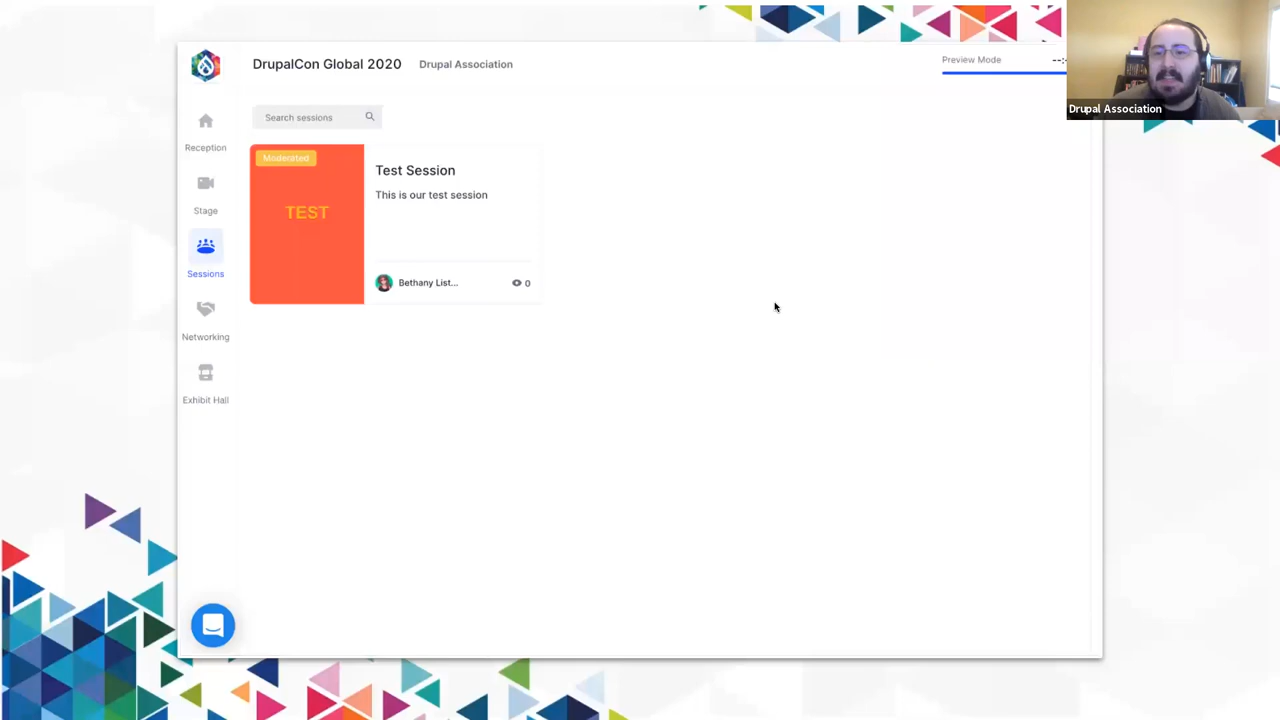 DrupalCon Global 2020
Drupal Association
Preview Mode
--:
Drupal Association
Search sessions
Reception
Stage
Sessions
Networking
Exhibit Hall
Moderated
TEST
Test Session
This is our test session
Bethany List...
0